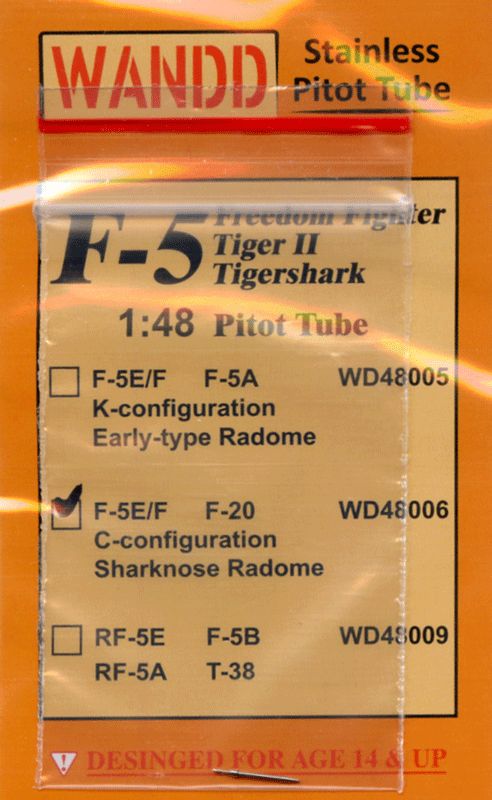 WANDD
Stainless
Pitot Tube
F-5
Freedom Fighter
Tiger II
Tigershark
1:48 Pitot Tube
F-5E/F F-5A WD48005
K-configuration
Early-type Radome
F-5E/F F-20 WD48006
C-configuration
Sharknose Radome
RF-5E F-5B WD48009
RF-5A T-38
DESINGED FOR AGE 14 & UP